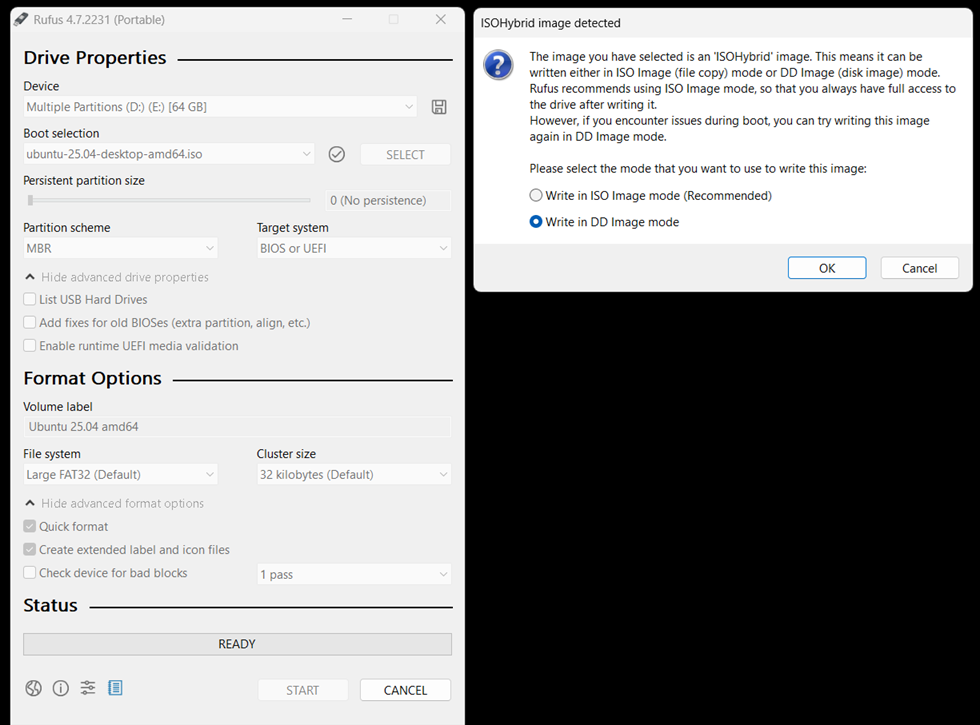 Rufus 4.7.2231 (Portable)
Drive Properties
Device
Multiple Partitions (D:) (E:) [64 GB]
Boot selection
ubuntu-25.04-desktop-amd64.iso
SELECT
Persistent partition size
0 (No persistence)
Partition scheme
Target system
MBR
BIOS or UEFI
Hide advanced drive properties
List USB Hard Drives
Add fixes for old BIOSes (extra partition, align, etc.)
Enable runtime UEFI media validation
Format Options
Volume label
Ubuntu 25.04 amd64
File system
Cluster size
Large FAT32 (Default)
32 kilobytes (Default)
Hide advanced format options
Quick format
Create extended label and icon files
Check device for bad blocks
1 pass
Status
READY
START
CANCEL
ISOHybrid image detected
The image you have selected is an 'ISOHybrid' image. This means it can be
written either in ISO Image (file copy) mode or DD Image (disk image) mode.
Rufus recommends using ISO Image mode, so that you always have full access to
the drive after writing it.
However, if you encounter issues during boot, you can try writing this image
again in DD Image mode.
Please select the mode that you want to use to write this image:
Write in ISO Image mode (Recommended)
Write in DD Image mode
OK
Cancel